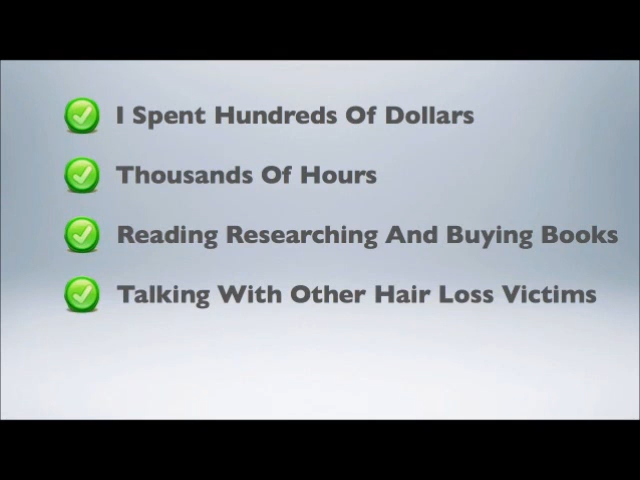 I Spent Hundreds Of Dollars
Thousands Of Hours
Reading Researching And Buying Books
Talking With Other Hair Loss Victims